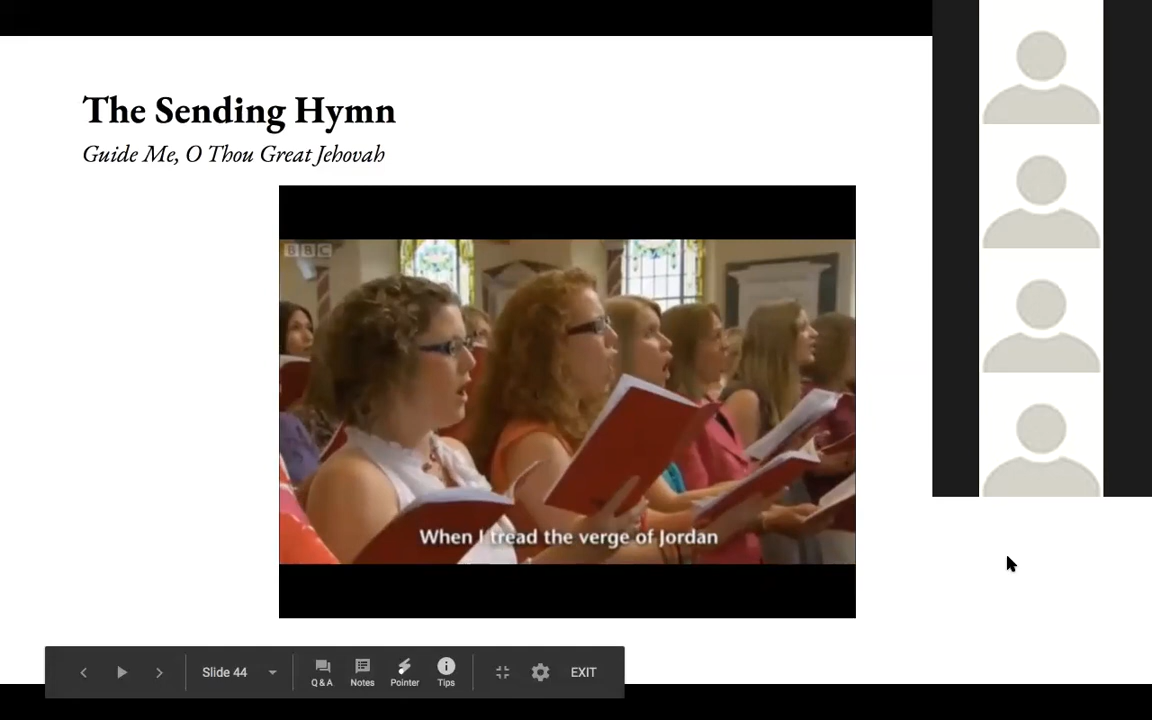 The Sending Hymn
Guide Me, O Thou Great Jehovah
BBC
When I tread the verge of Jordan
Slide 44
Q & A
Notes
Pointer
Tips
EXIT